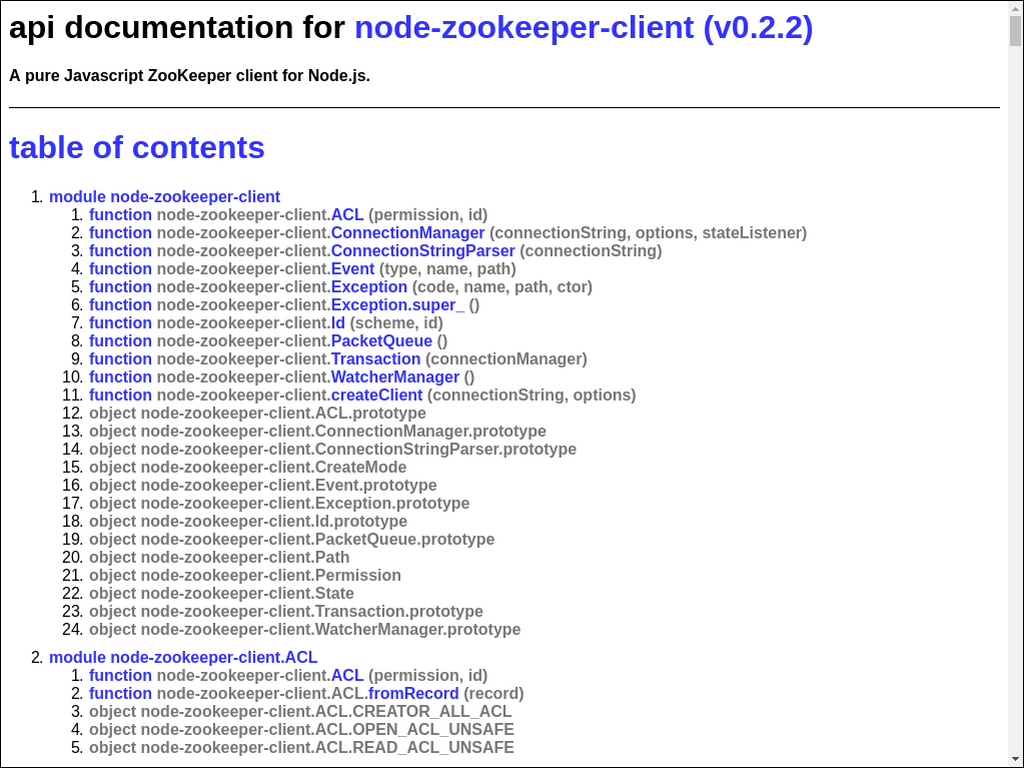 api documentation for node-zookeeper-client (v0.2.2)
A pure Javascript ZooKeeper client for Node.js.
table of contents
1. module node-zookeeper-client
1. function node-zookeeper-client.ACL (permission, id)
2. function node-zookeeper-client.ConnectionManager (connectionString, options, stateListener)
3. function node-zookeeper-client.ConnectionStringParser (connectionString)
4. function node-zookeeper-client.Event (type, name, path)
5. function node-zookeeper-client.Exception (code, name, path, ctor)
6. function node-zookeeper-client.Exception.super_ ()
7. function node-zookeeper-client.Id (scheme, id)
8. function node-zookeeper-client.PacketQueue ()
9. function node-zookeeper-client.Transaction (connectionManager)
10. function node-zookeeper-client.WatcherManager ()
11. function node-zookeeper-client.createClient (connectionString, options)
12. object node-zookeeper-client.ACL.prototype
13. object node-zookeeper-client.ConnectionManager.prototype
14. object node-zookeeper-client.ConnectionStringParser.prototype
15. object node-zookeeper-client.CreateMode
16. object node-zookeeper-client.Event.prototype
17. object node-zookeeper-client.Exception.prototype
18. object node-zookeeper-client.Id.prototype
19. object node-zookeeper-client.PacketQueue.prototype
20. object node-zookeeper-client.Path
21. object node-zookeeper-client.Permission
22. object node-zookeeper-client.State
23. object node-zookeeper-client.Transaction.prototype
24. object node-zookeeper-client.WatcherManager.prototype
2. module node-zookeeper-client.ACL
1. function node-zookeeper-client.ACL (permission, id)
2. function node-zookeeper-client.ACL.fromRecord (record)
3. object node-zookeeper-client.ACL.CREATOR_ALL_ACL
4. object node-zookeeper-client.ACL.OPEN_ACL_UNSAFE
5. object node-zookeeper-client.ACL.READ_ACL_UNSAFE